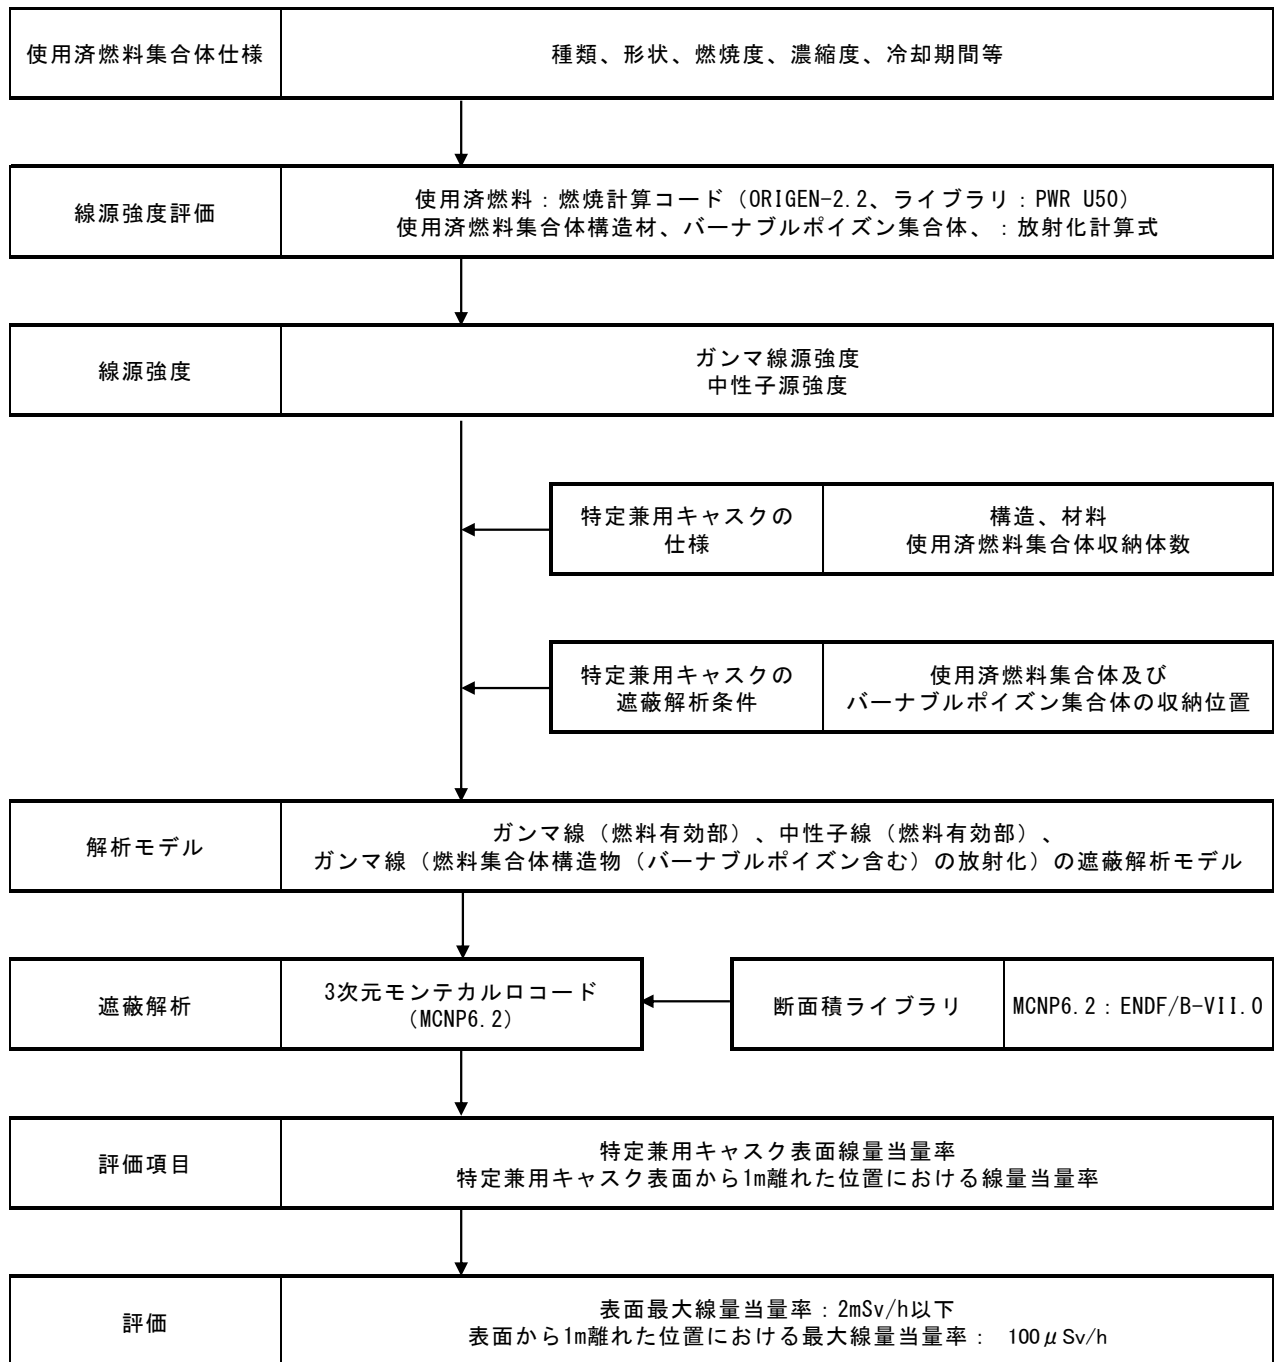 使用済燃料集合体仕様
種類、形状、燃焼度、濃縮度、冷却期間等
線源強度評価
使用済燃料：燃焼計算コード（ORIGEN-2.2、ライブラリ：PWR U50）
使用済燃料集合体構造材、バーナブルポイズン集合体、：放射化計算式
線源強度
ガンマ線源強度
中性子源強度
特定兼用キャスクの
仕様
構造、材料
使用済燃料集合体収納体数
特定兼用キャスクの
遮蔽解析条件
使用済燃料集合体及び
バーナブルポイズン集合体の収納位置
解析モデル
ガンマ線（燃料有効部）、中性子線（燃料有効部）、
ガンマ線（燃料集合体構造物（バーナブルポイズン含む）の放射化）の遮蔽解析モデル
遮蔽解析
3次元モンテカルロコード
（MCNP6.2）
断面積ライブラリ
MCNP6.2：ENDF/B-VII.0
評価項目
特定兼用キャスク表面線量当量率
特定兼用キャスク表面から1m離れた位置における線量当量率
評価
表面最大線量当量率：2mSv/h以下
表面から1m離れた位置における最大線量当量率： 100μSv/h